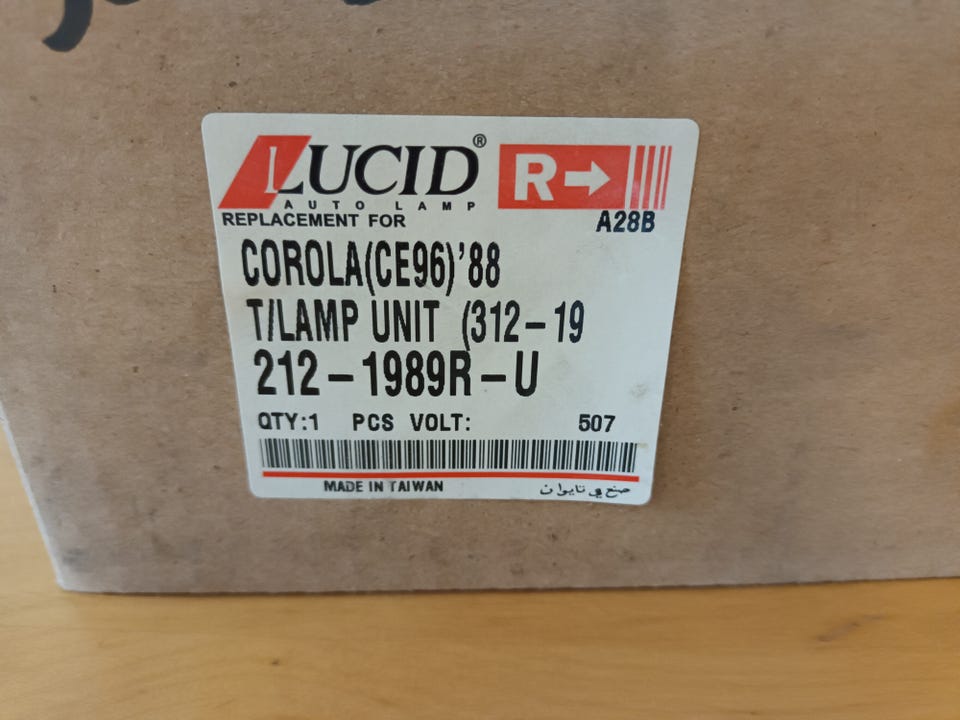 LUCID® R→
AUTO LAMP
REPLACEMENT FOR A28B
COROLA(CE96)'88
T/LAMP UNIT (312-19
212-1989R-U
QTY:1 PCS VOLT: 507
MADE IN TAIWAN صنع في تايوان